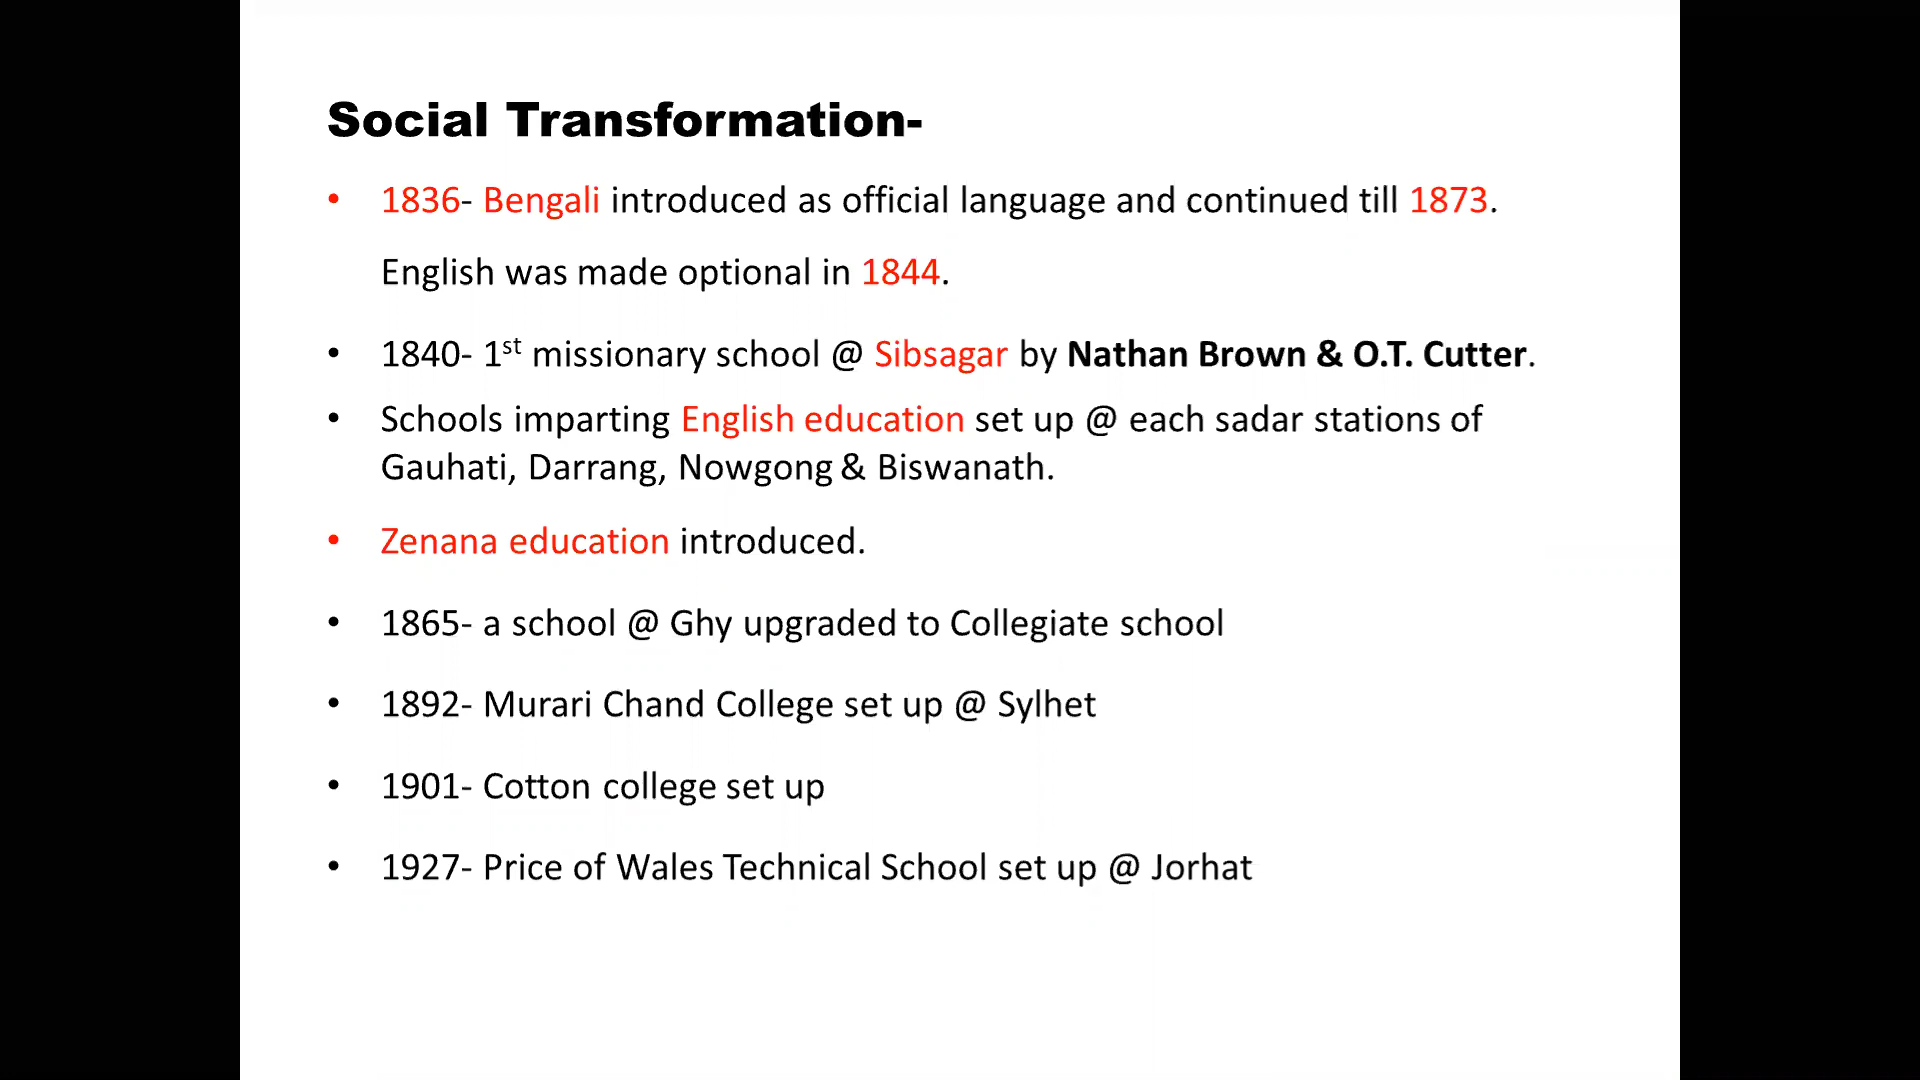 Social Transformation-
• 1836- Bengali introduced as official language and continued till 1873.
English was made optional in 1844.
• 1840- 1st missionary school @ Sibsagar by Nathan Brown & O.T. Cutter.
• Schools imparting English education set up @ each sadar stations of
Gauhati, Darrang, Nowgong & Biswanath.
• Zenana education introduced.
• 1865- a school @ Ghy upgraded to Collegiate school
• 1892- Murari Chand College set up @ Sylhet
• 1901- Cotton college set up
• 1927- Price of Wales Technical School set up @ Jorhat